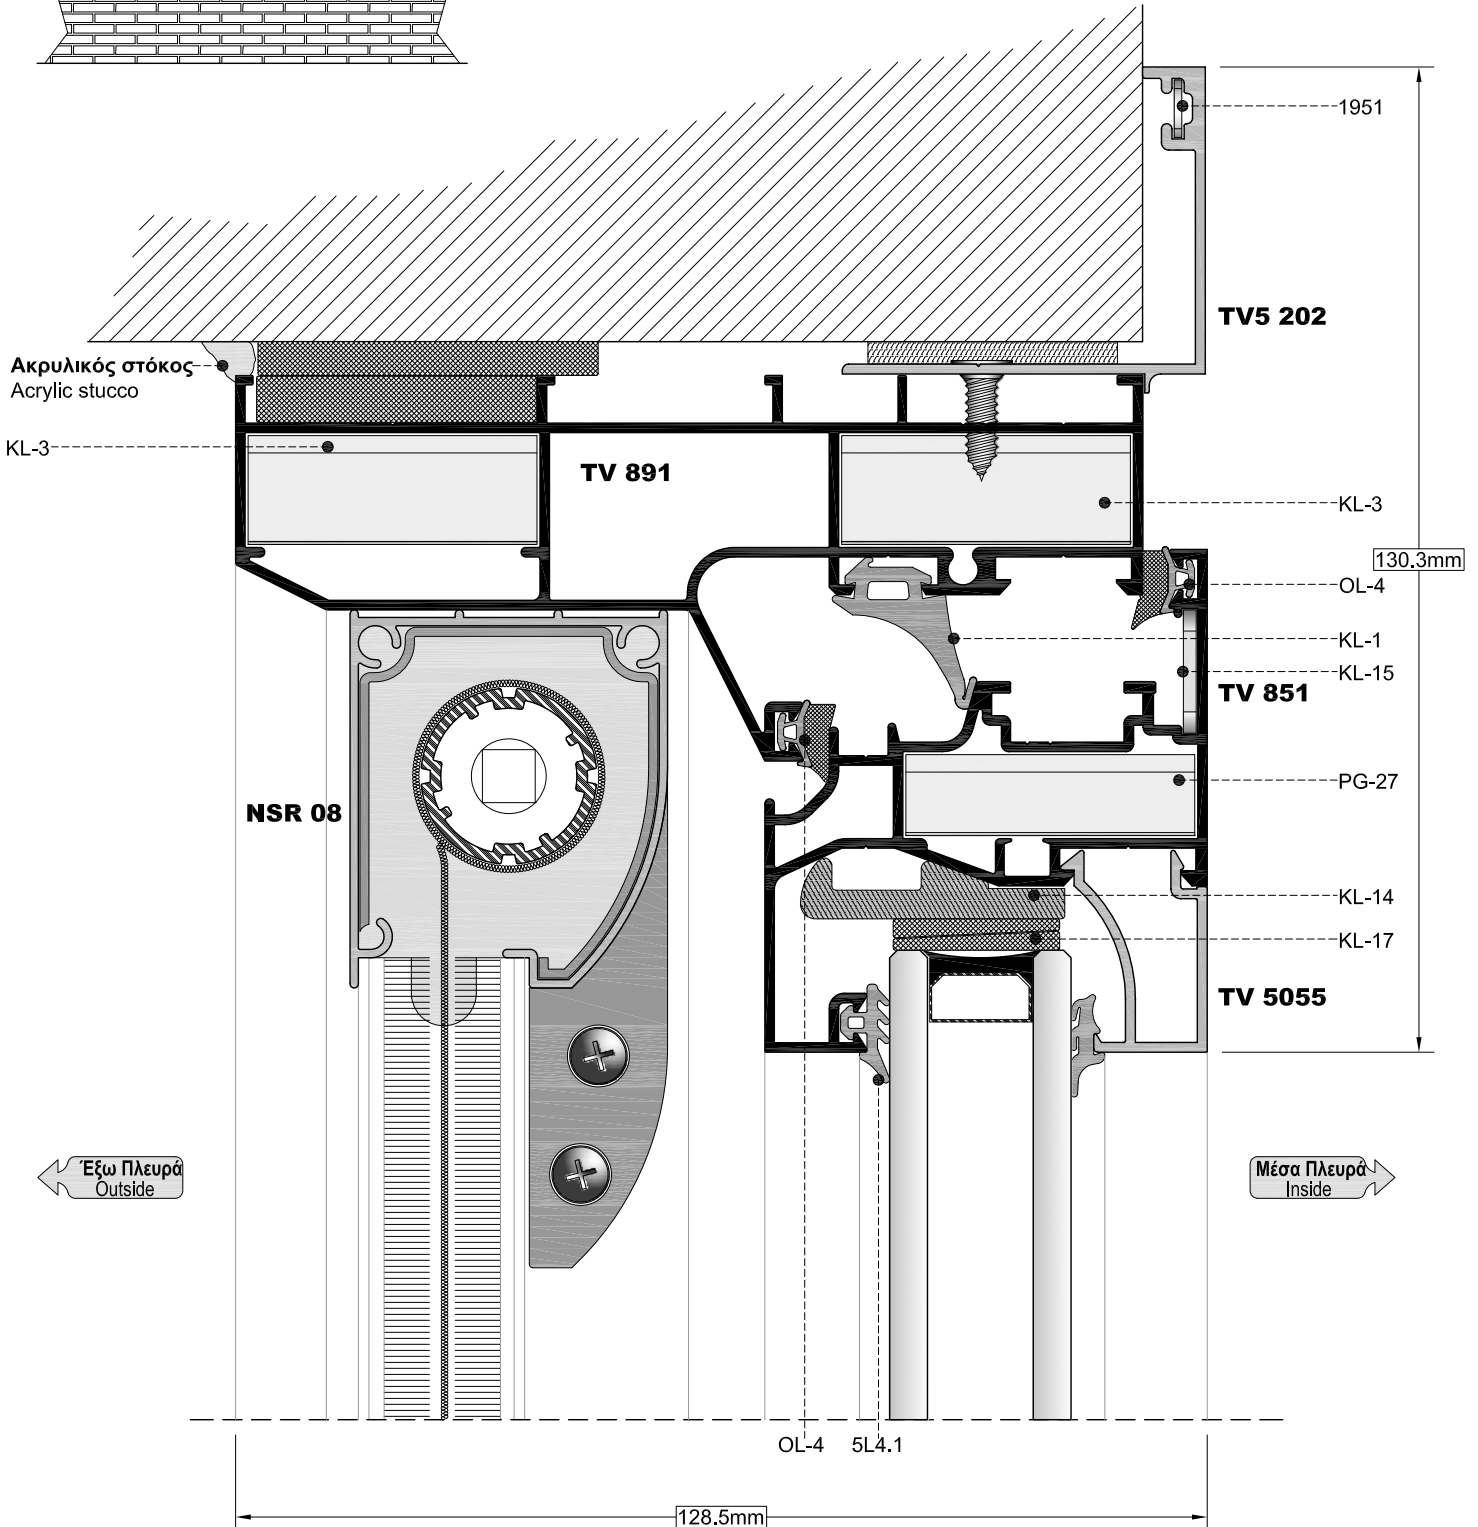 1951
TV5 202
Ακρυλικός στόκος
Acrylic stucco
KL-3
TV 891
KL-3
130.3mm
OL-4
KL-1
KL-15
TV 851
PG-27
NSR 08
KL-14
KL-17
TV 5055
Έξω Πλευρά
Outside
Μέσα Πλευρά
Inside
OL-4
5L4.1
128.5mm